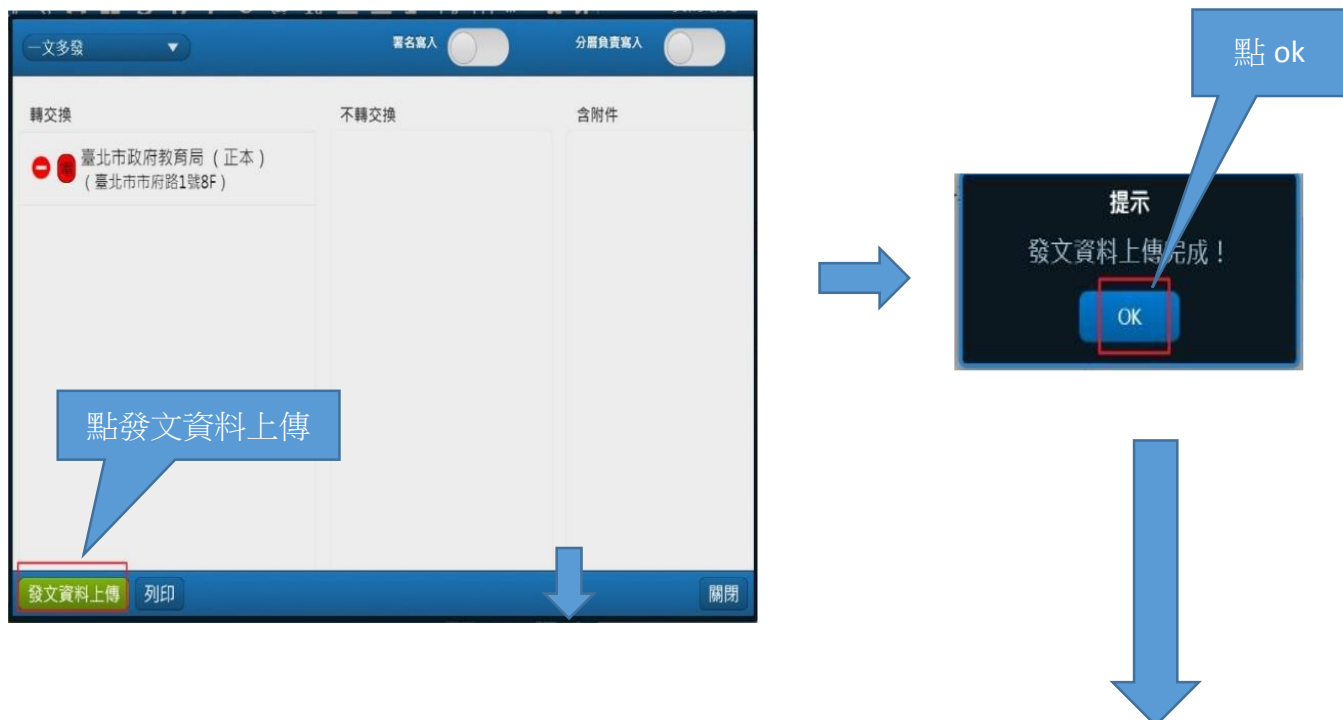 一文多發
署名寫入
分層負責寫入
轉交換
不轉交換
含附件
臺北市政府教育局 ( 正本 )
( 臺北市市府路1號8F )
點發文資料上傳
發文資料上傳
列印
關閉
點 ok
提示
發文資料上傳完成！
OK